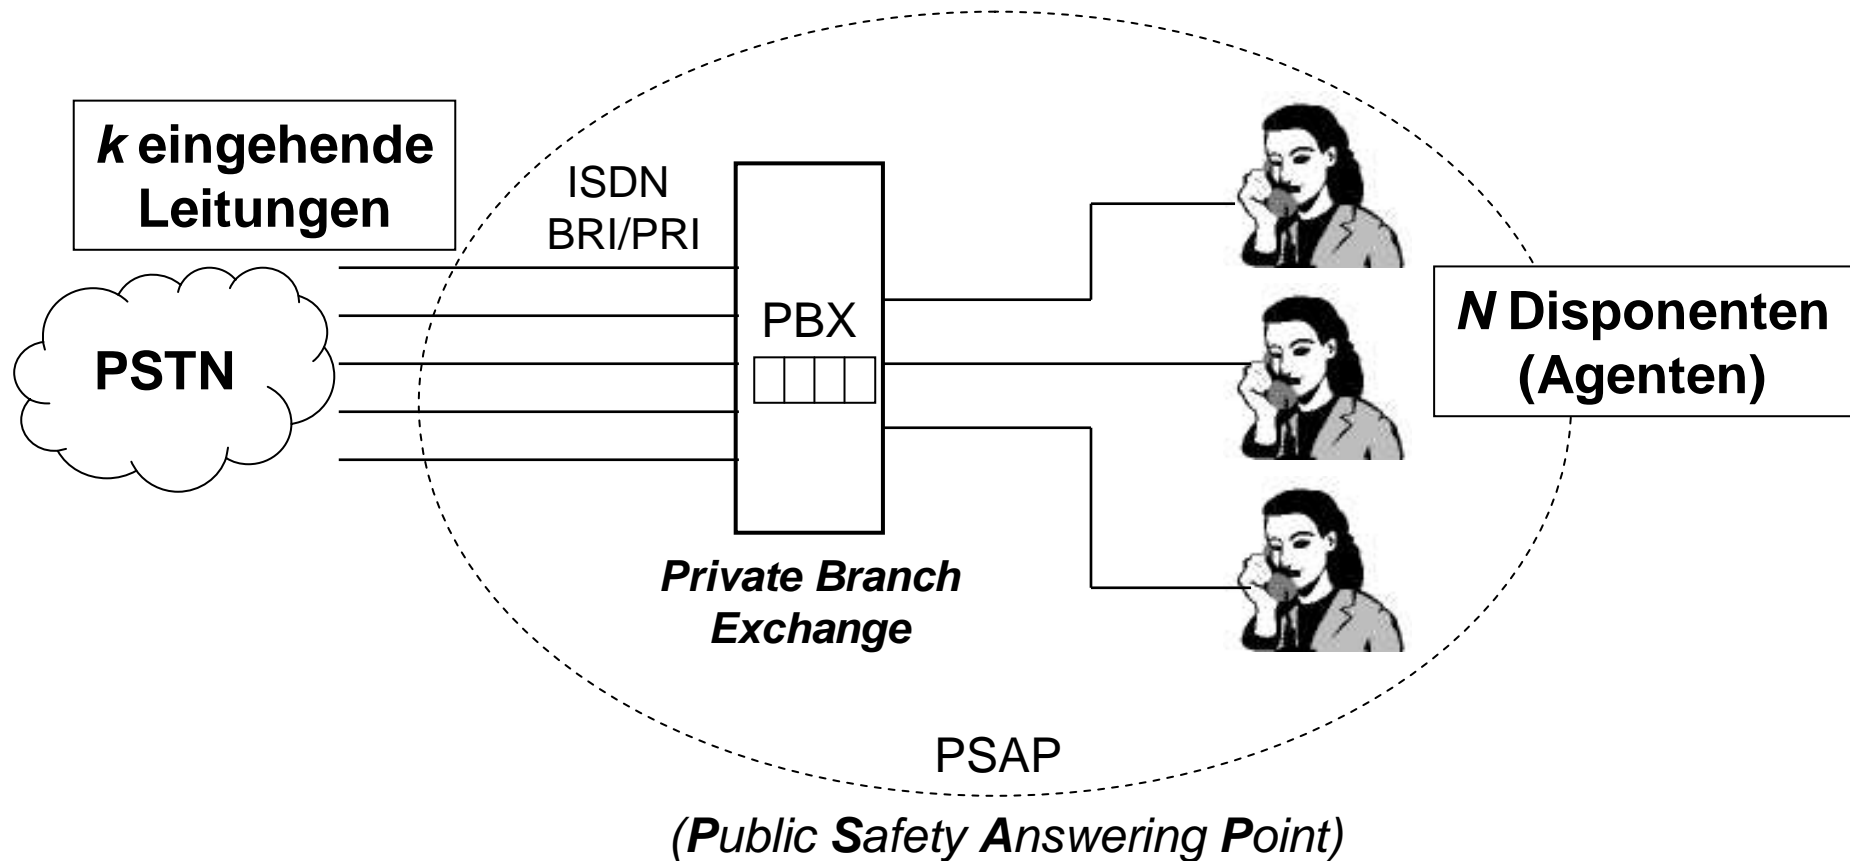 k eingehende
Leitungen
ISDN
BRI/PRI
PSTN
PBX
N Disponenten
(Agenten)
Private Branch
Exchange
PSAP
(Public Safety Answering Point)